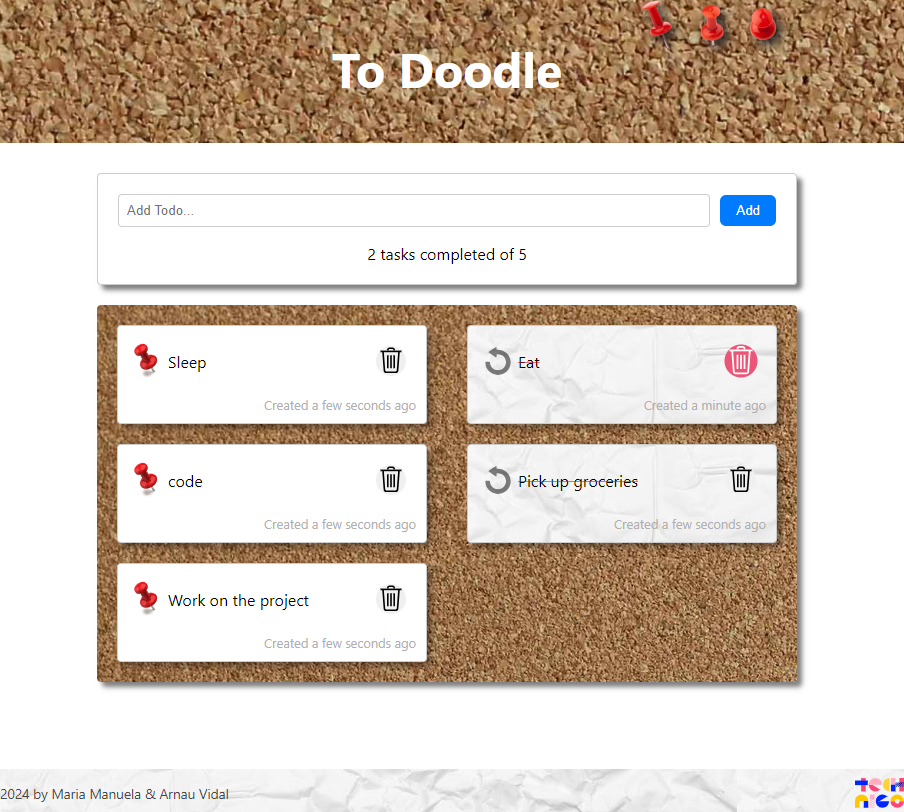 To Doodle
Add Todo...
Add
2 tasks completed of 5
Sleep
Created a few seconds ago
Eat
Created a minute ago
code
Created a few seconds ago
Pick up groceries
Created a few seconds ago
Work on the project
Created a few seconds ago
2024 by Maria Manuela & Arnau Vidal
TECH
NIGO